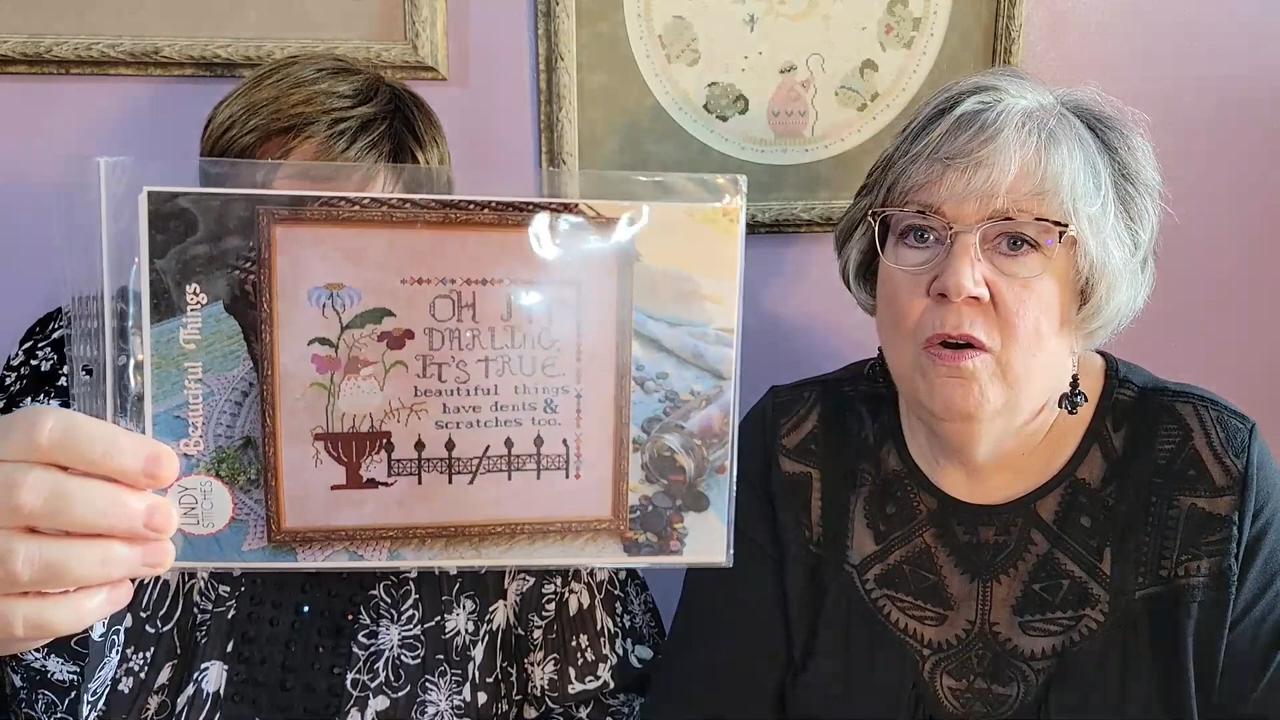 Beautiful Things
LINDY
STITCHES
OH
DARLING
IT'S TRUE
beautiful things
have dents &
scratches too.